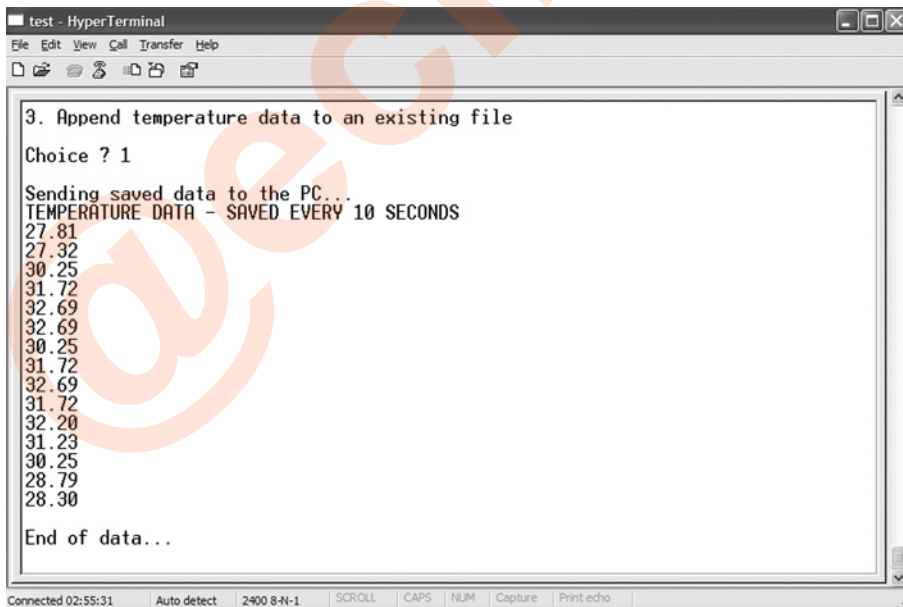 test - HyperTerminal
File Edit View Call Transfer Help
3. Append temperature data to an existing file
Choice ? 1
Sending saved data to the PC...
TEMPERATURE DATA - SAVED EVERY 10 SECONDS
27.81
27.32
30.25
31.72
32.69
32.69
30.25
31.72
32.69
31.72
32.20
31.23
30.25
28.79
28.30
End of data...
Connected 02:55:31 Auto detect 2400 8-N-1 SCROLL CAPS NUM Capture Print echo